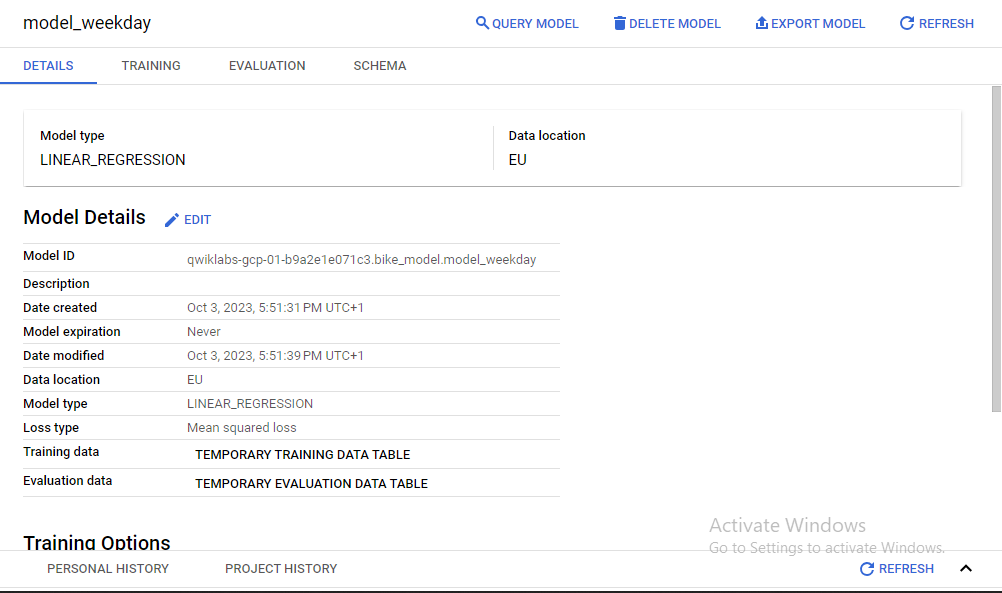 model_weekday QUERY MODEL DELETE MODEL EXPORT MODEL REFRESH
DETAILS TRAINING EVALUATION SCHEMA
Model type Data location
LINEAR_REGRESSION EU
Model Details EDIT
Model ID qwiklabs-gcp-01-b9a2e1e071c3.bike_model.model_weekday
Description
Date created Oct 3, 2023, 5:51:31 PM UTC+1
Model expiration Never
Date modified Oct 3, 2023, 5:51:39 PM UTC+1
Data location EU
Model type LINEAR_REGRESSION
Loss type Mean squared loss
Training data TEMPORARY TRAINING DATA TABLE
Evaluation data TEMPORARY EVALUATION DATA TABLE
Activate Windows
Training Options
Go to Settings to activate Windows.
PERSONAL HISTORY PROJECT HISTORY REFRESH